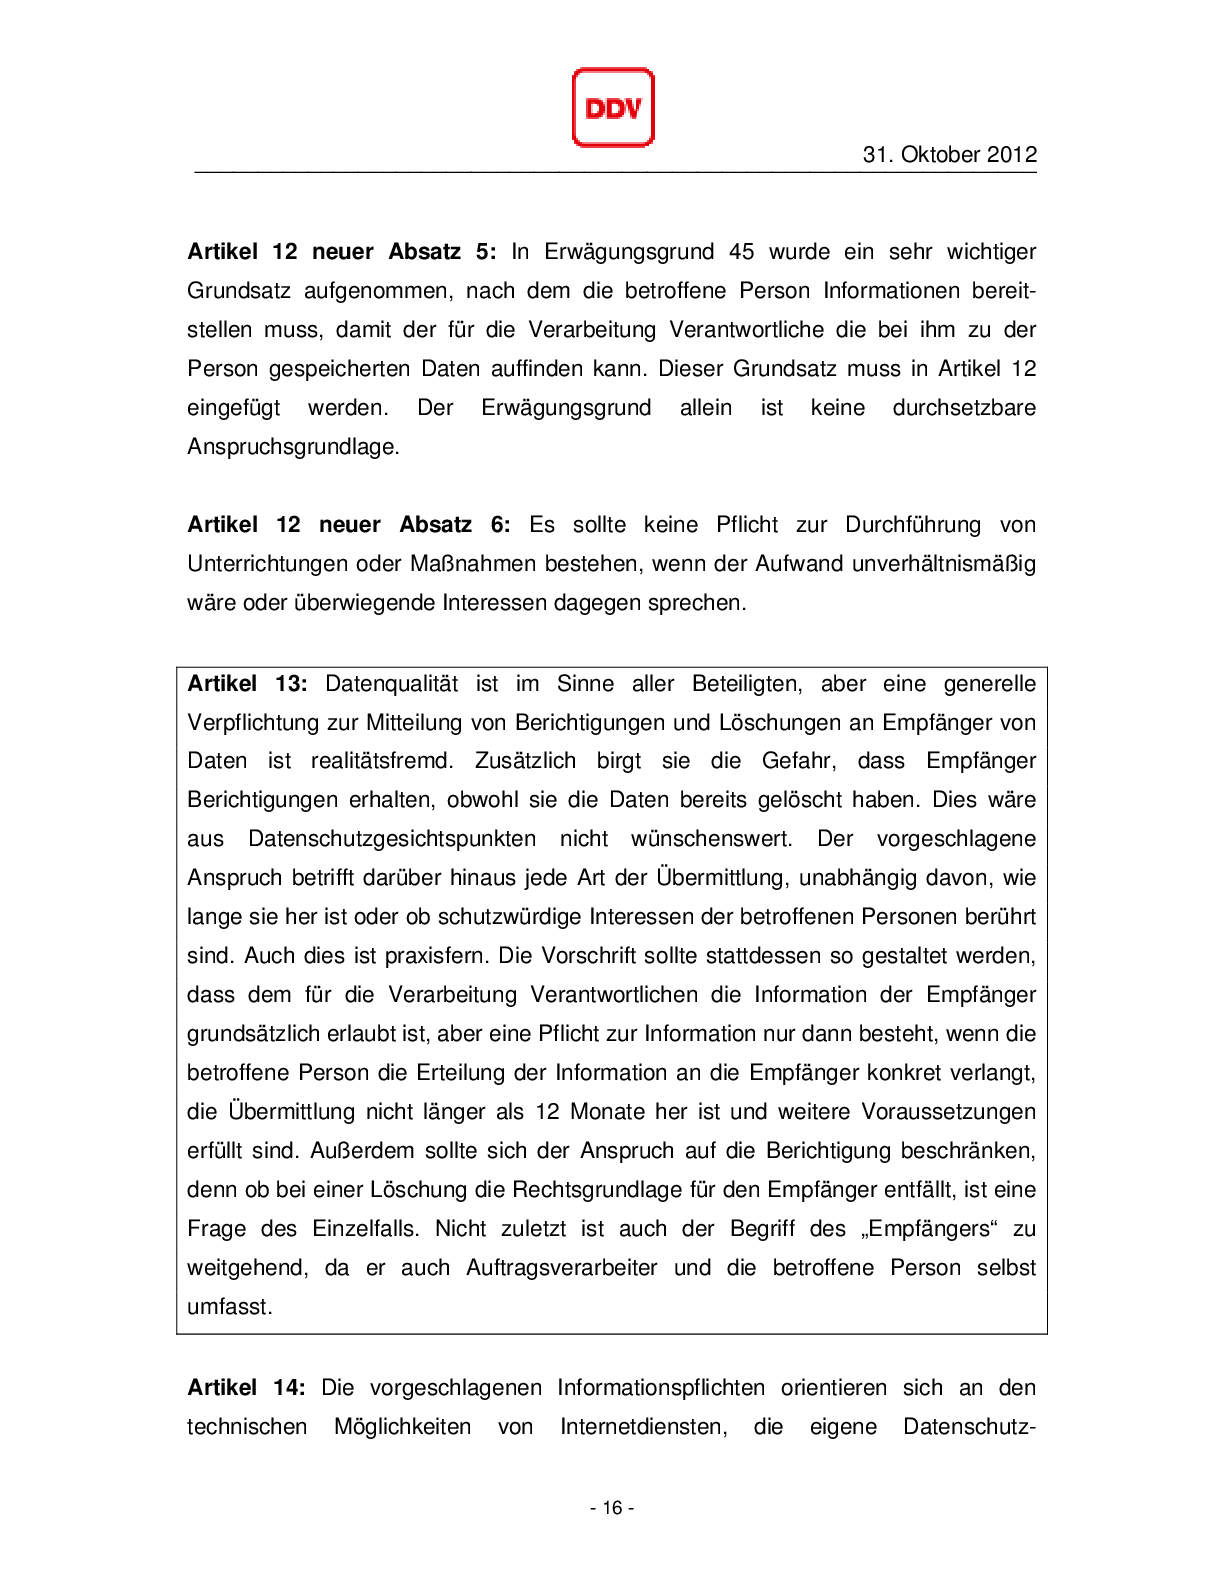 DDV
31. Oktober 2012
Artikel 12 neuer Absatz 5: In Erwägungsgrund 45 wurde ein sehr wichtiger
Grundsatz aufgenommen, nach dem die betroffene Person Informationen bereit-
stellen muss, damit der für die Verarbeitung Verantwortliche die bei ihm zu der
Person gespeicherten Daten auffinden kann. Dieser Grundsatz muss in Artikel 12
eingefügt werden. Der Erwägungsgrund allein ist keine durchsetzbare
Anspruchsgrundlage.
Artikel 12 neuer Absatz 6: Es sollte keine Pflicht zur Durchführung von
Unterrichtungen oder Maßnahmen bestehen, wenn der Aufwand unverhältnismäßig
wäre oder überwiegende Interessen dagegen sprechen.
Artikel 13: Datenqualität ist im Sinne aller Beteiligten, aber eine generelle
Verpflichtung zur Mitteilung von Berichtigungen und Löschungen an Empfänger von
Daten ist realitätsfremd. Zusätzlich birgt sie die Gefahr, dass Empfänger
Berichtigungen erhalten, obwohl sie die Daten bereits gelöscht haben. Dies wäre
aus Datenschutzgesichtspunkten nicht wünschenswert. Der vorgeschlagene
Anspruch betrifft darüber hinaus jede Art der Übermittlung, unabhängig davon, wie
lange sie her ist oder ob schutzwürdige Interessen der betroffenen Personen berührt
sind. Auch dies ist praxisfern. Die Vorschrift sollte stattdessen so gestaltet werden,
dass dem für die Verarbeitung Verantwortlichen die Information der Empfänger
grundsätzlich erlaubt ist, aber eine Pflicht zur Information nur dann besteht, wenn die
betroffene Person die Erteilung der Information an die Empfänger konkret verlangt,
die Übermittlung nicht länger als 12 Monate her ist und weitere Voraussetzungen
erfüllt sind. Außerdem sollte sich der Anspruch auf die Berichtigung beschränken,
denn ob bei einer Löschung die Rechtsgrundlage für den Empfänger entfällt, ist eine
Frage des Einzelfalls. Nicht zuletzt ist auch der Begriff des „Empfängers“ zu
weitgehend, da er auch Auftragsverarbeiter und die betroffene Person selbst
umfasst.
Artikel 14: Die vorgeschlagenen Informationspflichten orientieren sich an den
technischen Möglichkeiten von Internetdiensten, die eigene Datenschutz-
- 16 -